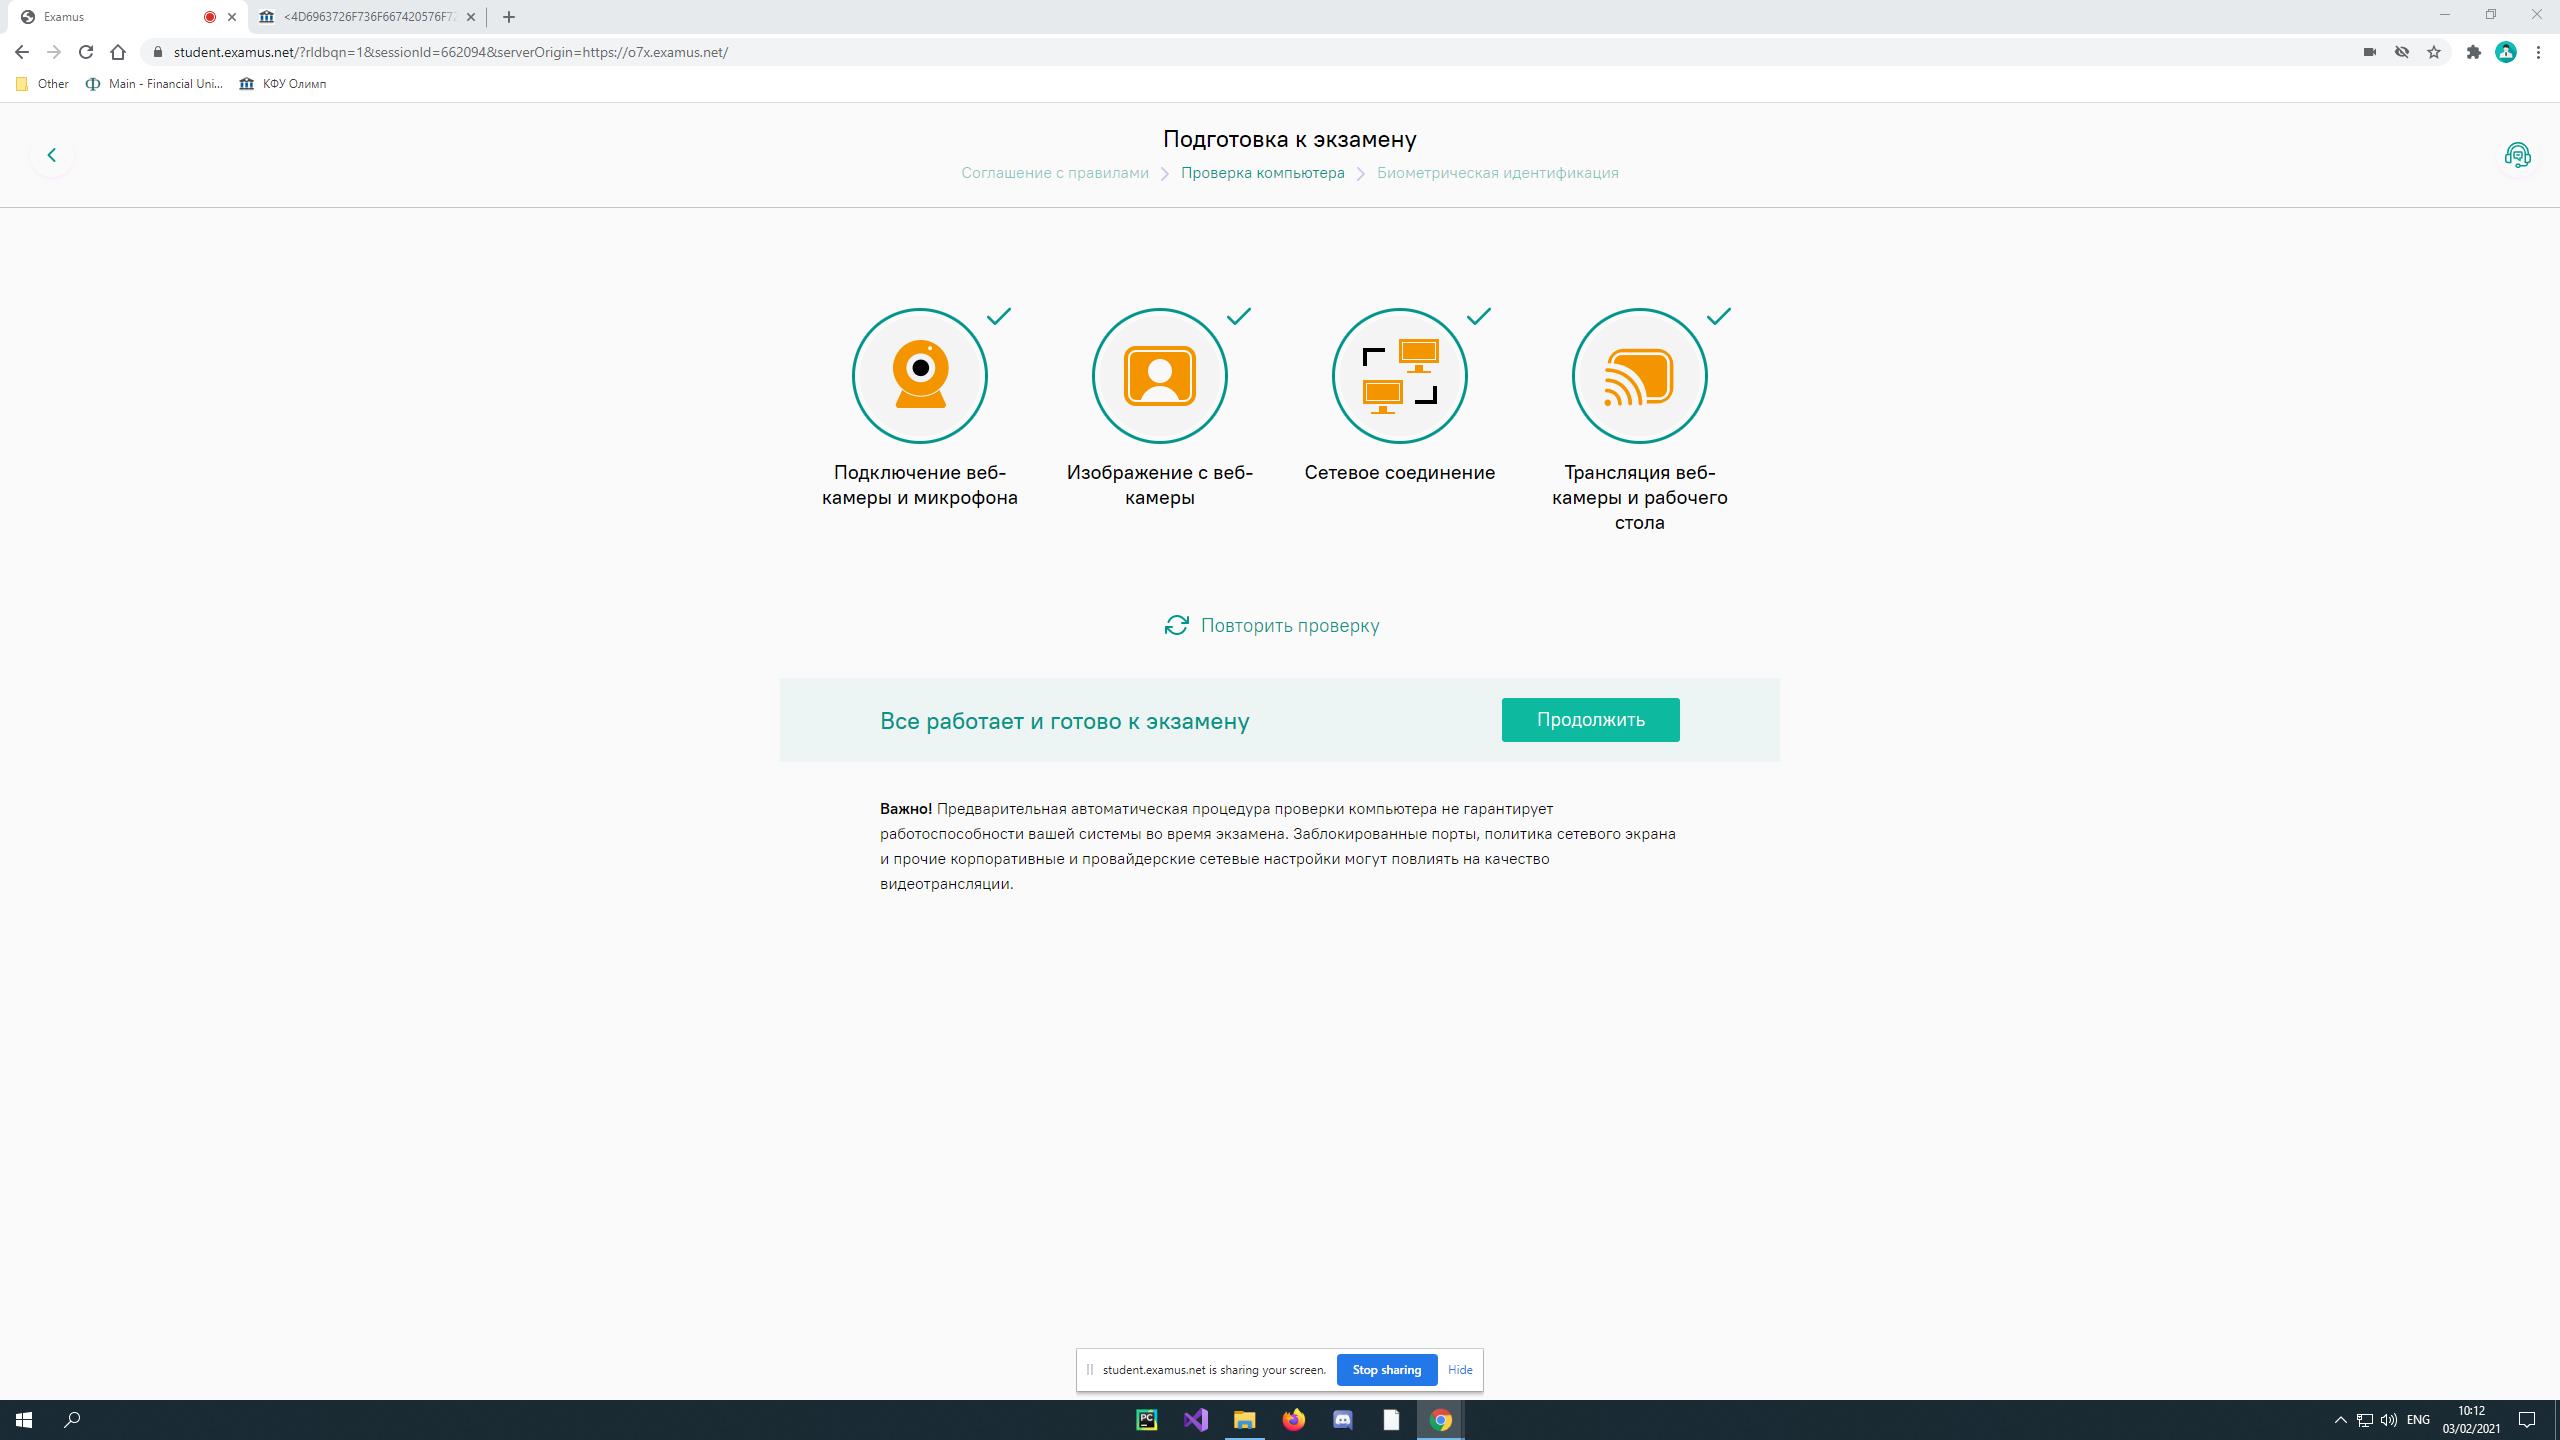 Examus
<4D6963726F736F667420576F72
student.examus.net/?rldbqn=1&sessionId=662094&serverOrigin=https://o7x.examus.net/
Other
Main - Financial Uni...
КФУ Олимп
Подготовка к экзамену
Соглашение с правилами
Проверка компьютера
Биометрическая идентификация
Подключение веб-
камеры и микрофона
Изображение с веб-
камеры
Сетевое соединение
Трансляция веб-
камеры и рабочего
стола
Повторить проверку
Все работает и готово к экзамену
Продолжить
Важно! Предварительная автоматическая процедура проверки компьютера не гарантирует
работоспособности вашей системы во время экзамена. Заблокированные порты, политика сетевого экрана
и прочие корпоративные и провайдерские сетевые настройки могут повлиять на качество
видеотрансляции.
student.examus.net is sharing your screen.
Stop sharing
Hide
PC
ENG
10:12
03/02/2021